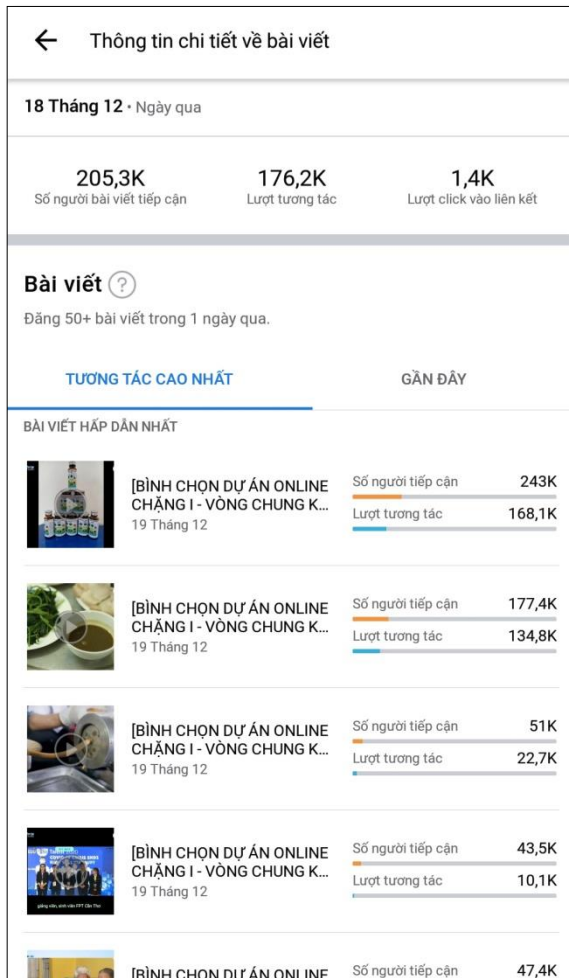 Thông tin chi tiết về bài viết
18 Tháng 12 • Ngày qua
205,3K 176,2K 1,4K
Số người bài viết tiếp cận Lượt tương tác Lượt click vào liên kết
Bài viết ?
Đăng 50+ bài viết trong 1 ngày qua.
TƯƠNG TÁC CAO NHẤT GẦN ĐÂY
BÀI VIẾT HẤP DẪN NHẤT
[BÌNH CHỌN DỰ ÁN ONLINE
CHẶNG I - VÒNG CHUNG K...
19 Tháng 12
Số người tiếp cận 243K
Lượt tương tác 168,1K
[BÌNH CHỌN DỰ ÁN ONLINE
CHẶNG I - VÒNG CHUNG K...
19 Tháng 12
Số người tiếp cận 177,4K
Lượt tương tác 134,8K
[BÌNH CHỌN DỰ ÁN ONLINE
CHẶNG I - VÒNG CHUNG K...
19 Tháng 12
Số người tiếp cận 51K
Lượt tương tác 22,7K
giảng viên, sinh viên FPT Cần Thơ
[BÌNH CHỌN DỰ ÁN ONLINE
CHẶNG I - VÒNG CHUNG K...
19 Tháng 12
Số người tiếp cận 43,5K
Lượt tương tác 10,1K
[BÌNH CHỌN DỰ ÁN ONLINE
Số người tiếp cận 47,4K